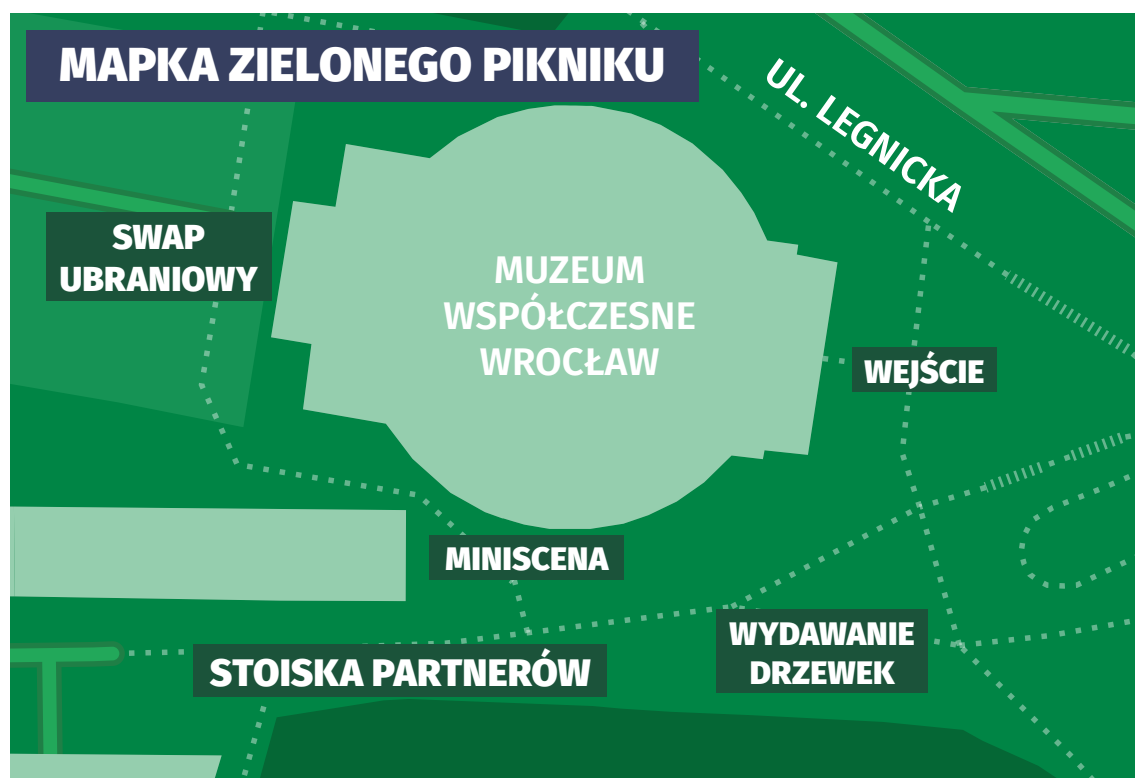 MAPKA ZIELONEGO PIKNIKU
UL. LEGNICKA
SWAP
UBRANIOWY
MUZEUM
WSPÓŁCZESNE
WROCŁAW
WEJŚCIE
MINISCENA
WYDAWANIE
DRZEWEK
STOISKA PARTNERÓW